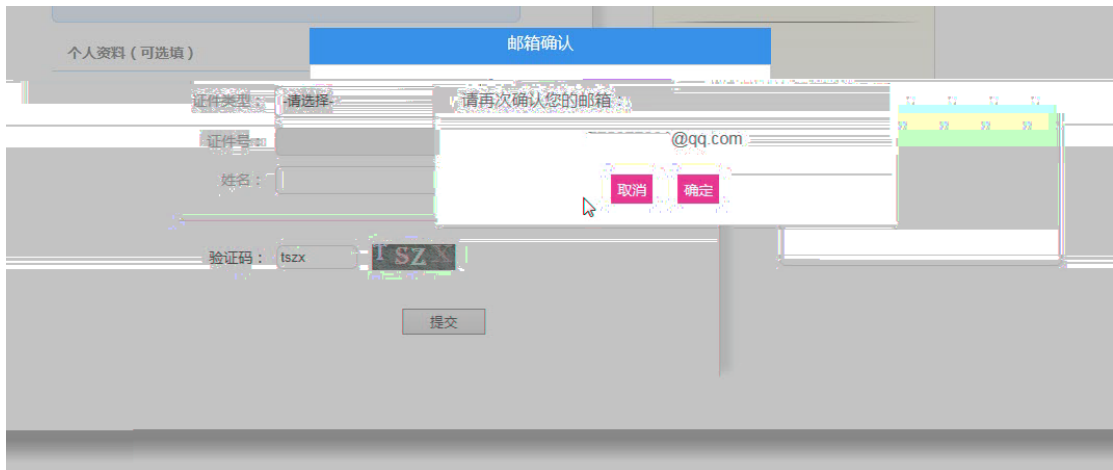 邮箱确认
个人资料（可选填）
证件类型： -请选择-
请再次确认您的邮箱：
证件号：
@qq.com
姓名：
取消 确定
验证码： tszx TSZX
提交